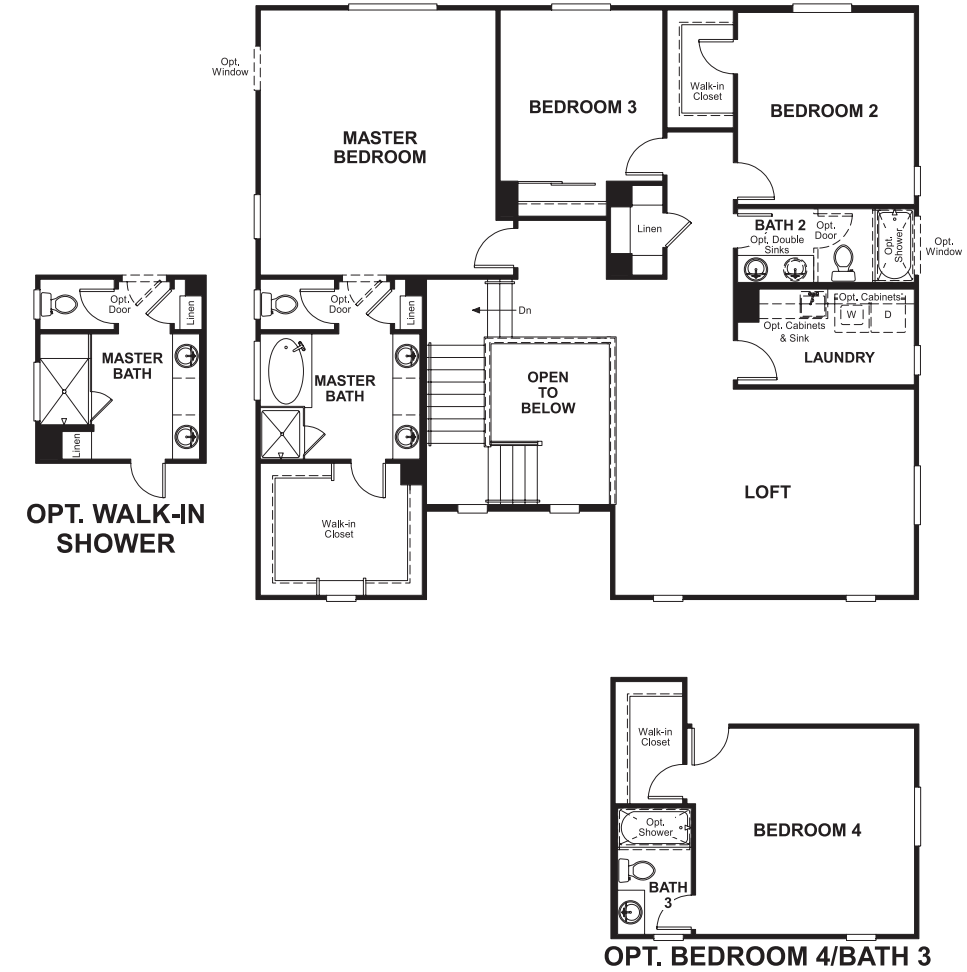 Opt.
Window
MASTER
BEDROOM
BEDROOM 3
Walk-in
Closet
BEDROOM 2
Linen
BATH 2
Opt. Double
Sinks
Opt.
Door
Opt.
Shower
Opt.
Window
Opt.
Door
Linen
MASTER
BATH
Linen
OPT. WALK-IN
SHOWER
Opt.
Door
Linen
MASTER
BATH
Walk-in
Closet
Dn
OPEN
TO
BELOW
Opt. Cabinets
Opt. Cabinets
& Sink
W
D
LAUNDRY
LOFT
Walk-in
Closet
Opt.
Shower
BATH
3
BEDROOM 4
OPT. BEDROOM 4/BATH 3